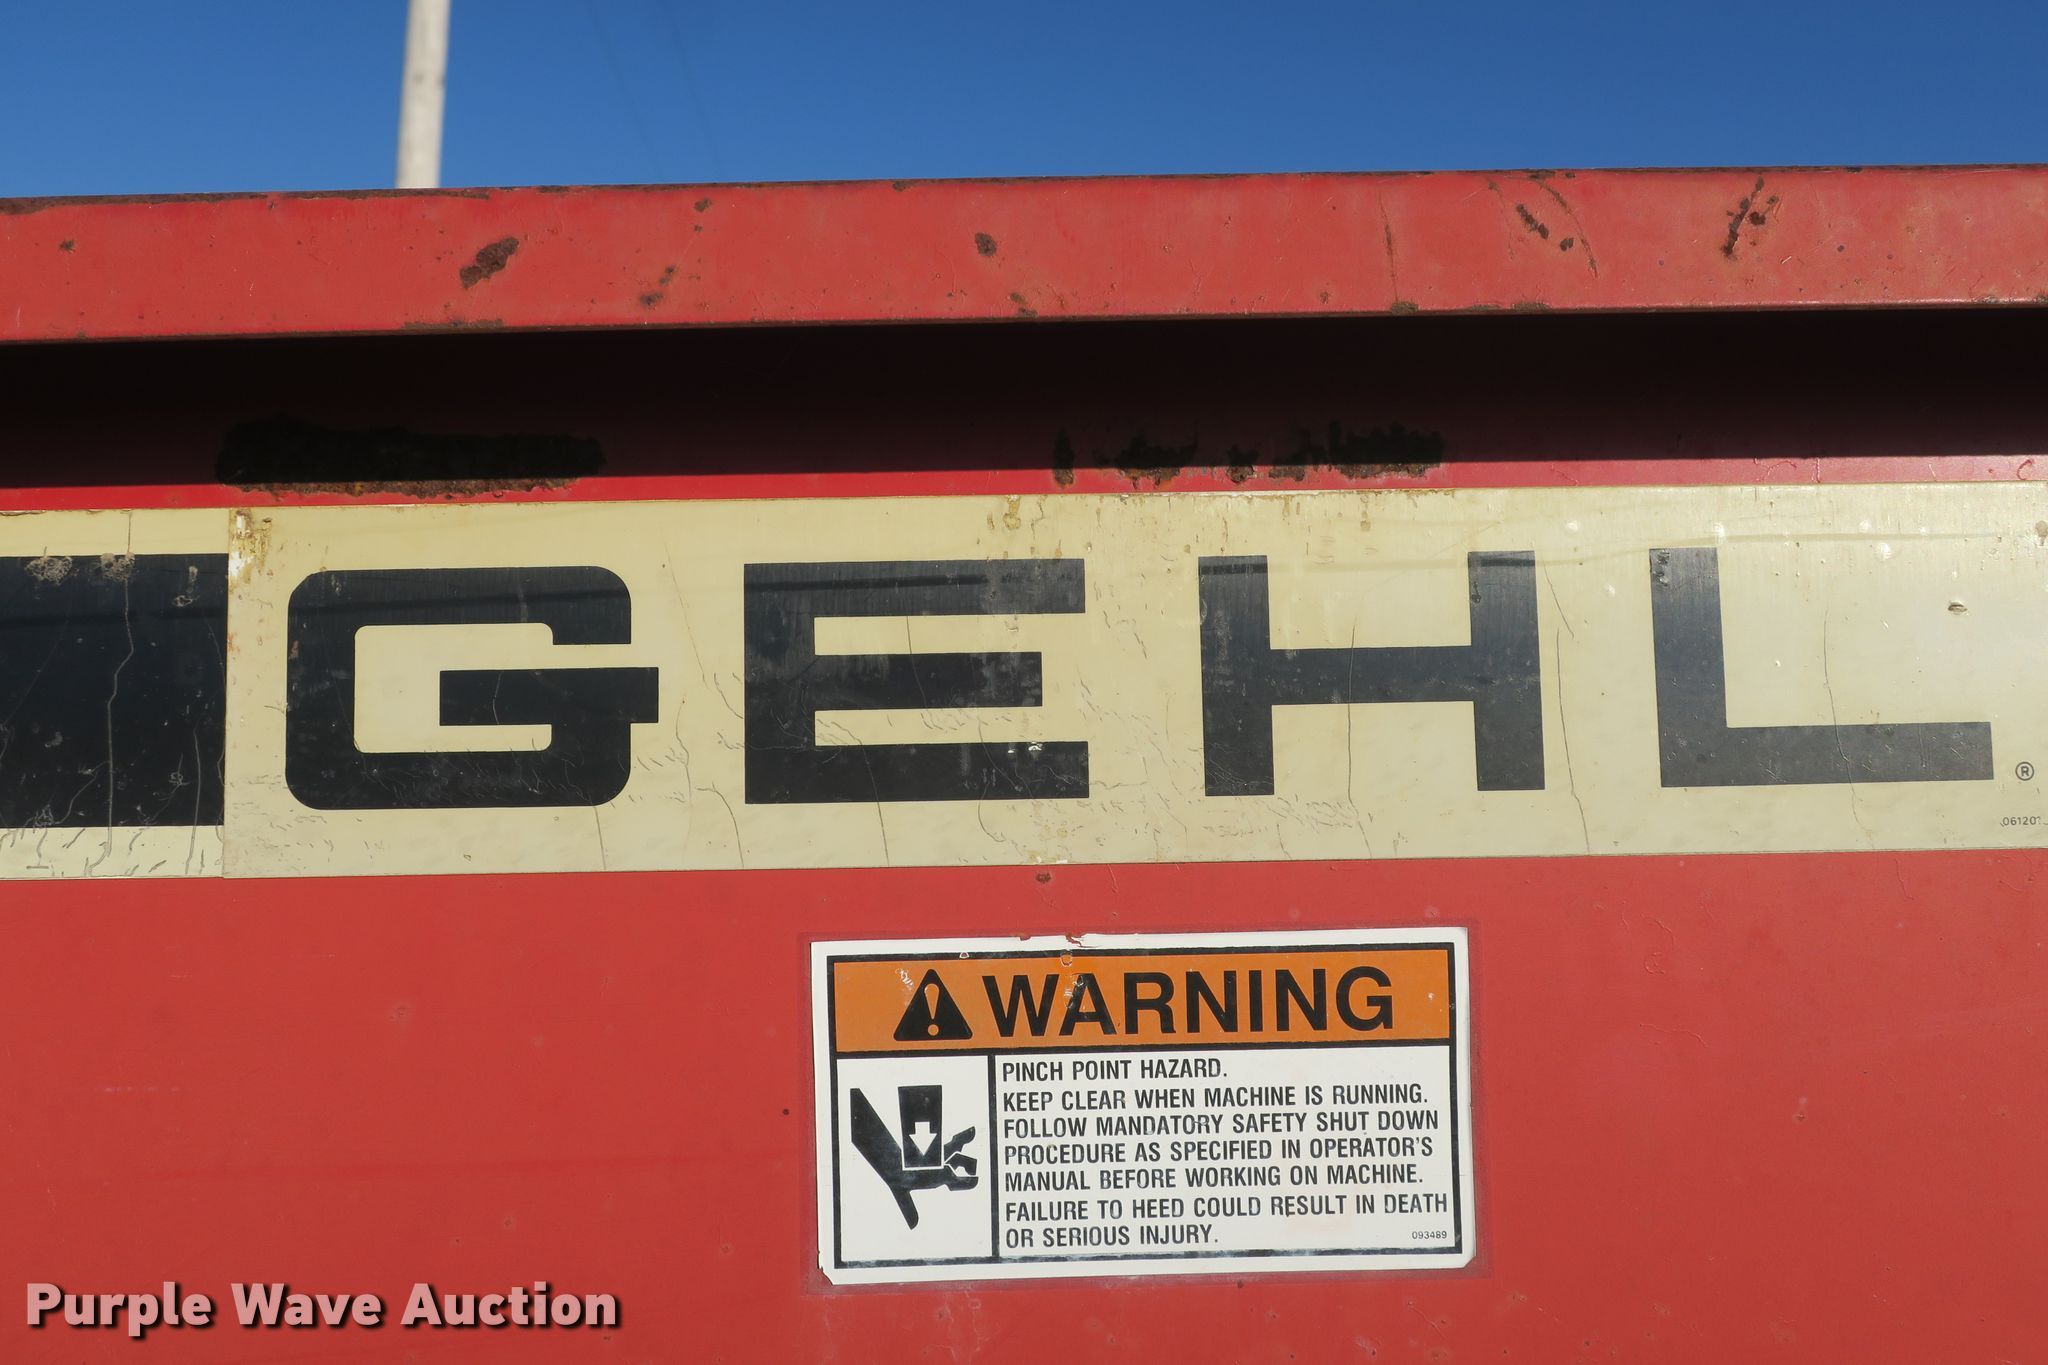 GEHL®
WARNING
PINCH POINT HAZARD.
KEEP CLEAR WHEN MACHINE IS RUNNING.
FOLLOW MANDATORY SAFETY SHUT DOWN
PROCEDURE AS SPECIFIED IN OPERATOR'S
MANUAL BEFORE WORKING ON MACHINE.
FAILURE TO HEED COULD RESULT IN DEATH
OR SERIOUS INJURY.
093489
Purple Wave Auction